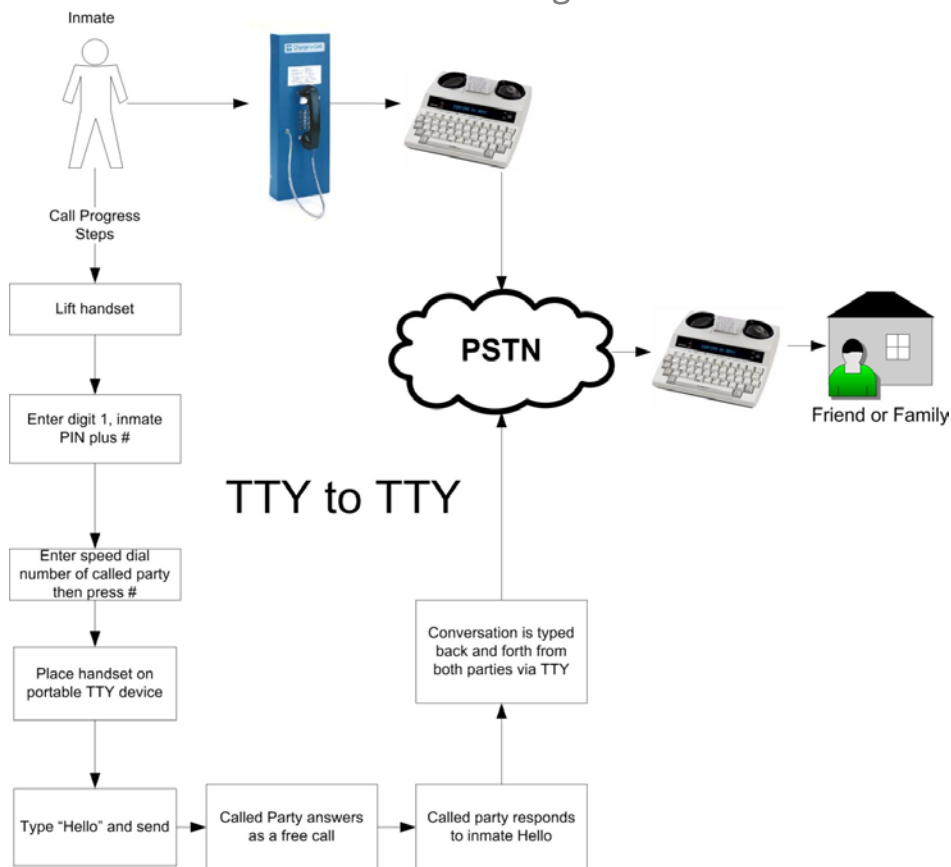 Inmate
Call Progress
Steps
Lift handset
Enter digit 1, inmate
PIN plus #
Enter speed dial
number of called party
then press #
Place handset on
portable TTY device
Type “Hello” and send
Called Party answers
as a free call
Called party responds
to inmate Hello
Conversation is typed
back and forth from
both parties via TTY
TTY to TTY
PSTN
Friend or Family